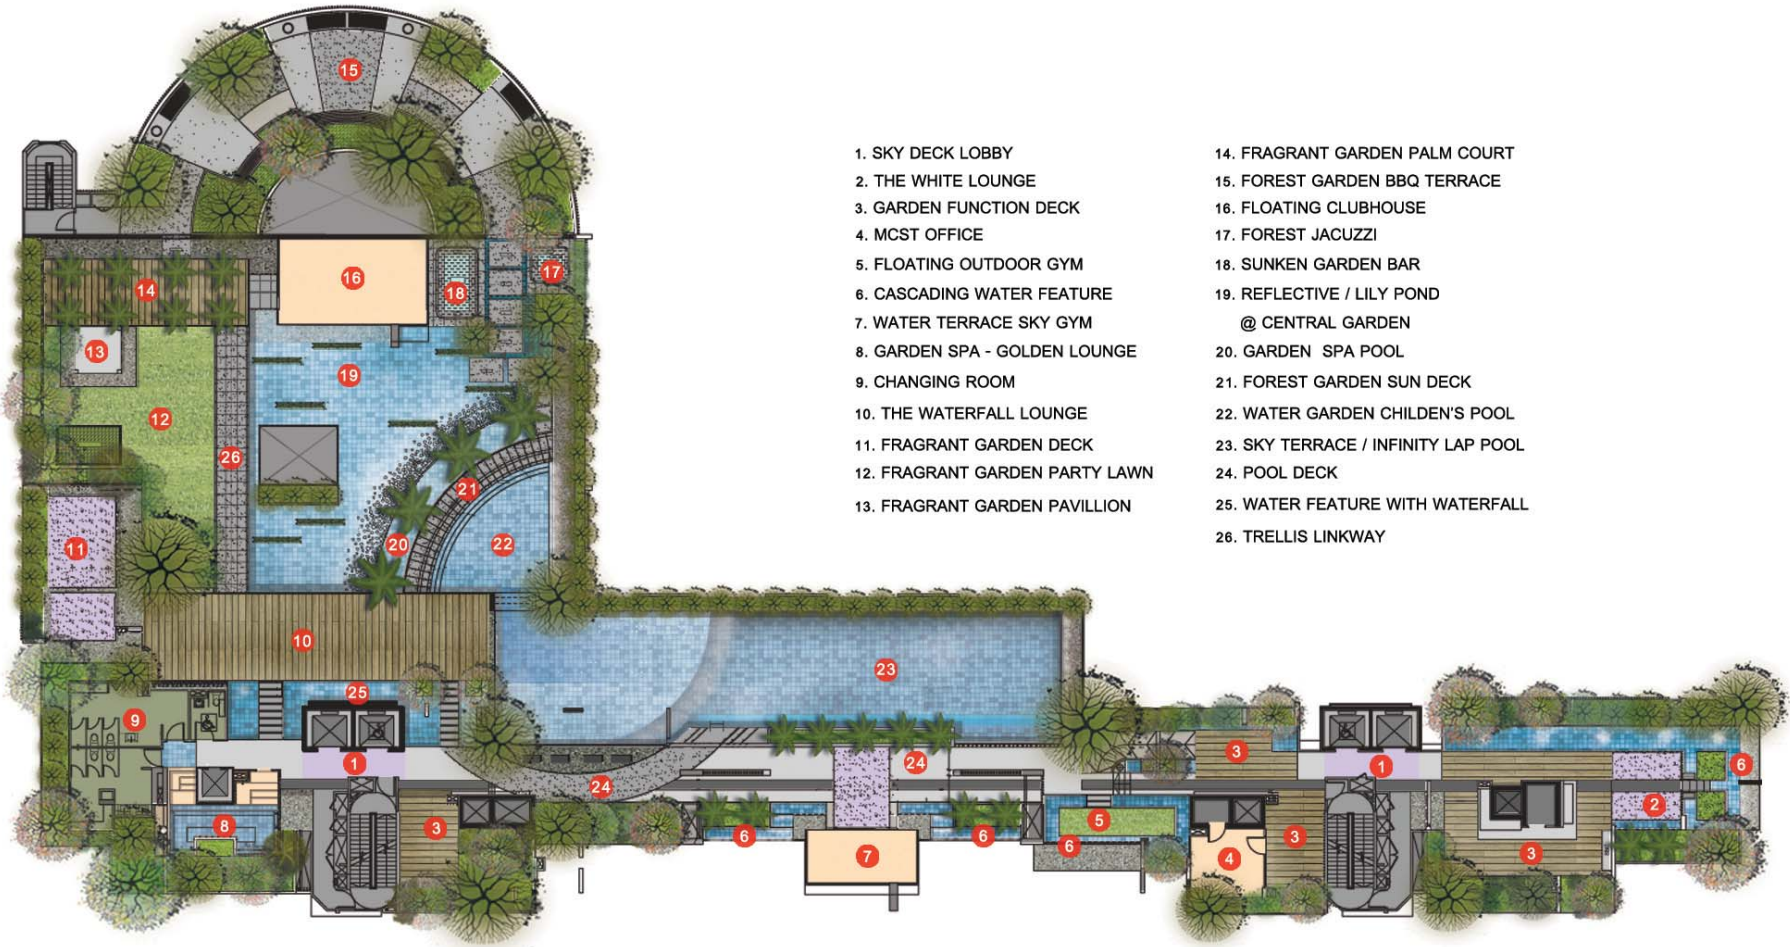 1. SKY DECK LOBBY
2. THE WHITE LOUNGE
3. GARDEN FUNCTION DECK
4. MCST OFFICE
5. FLOATING OUTDOOR GYM
6. CASCADING WATER FEATURE
7. WATER TERRACE SKY GYM
8. GARDEN SPA - GOLDEN LOUNGE
9. CHANGING ROOM
10. THE WATERFALL LOUNGE
11. FRAGRANT GARDEN DECK
12. FRAGRANT GARDEN PARTY LAWN
13. FRAGRANT GARDEN PAVILLION
14. FRAGRANT GARDEN PALM COURT
15. FOREST GARDEN BBQ TERRACE
16. FLOATING CLUBHOUSE
17. FOREST JACUZZI
18. SUNKEN GARDEN BAR
19. REFLECTIVE / LILY POND
@ CENTRAL GARDEN
20. GARDEN SPA POOL
21. FOREST GARDEN SUN DECK
22. WATER GARDEN CHILDEN'S POOL
23. SKY TERRACE / INFINITY LAP POOL
24. POOL DECK
25. WATER FEATURE WITH WATERFALL
26. TRELLIS LINKWAY
15
16
17
14
18
13
19
12
26
21
20
22
11
10
23
25
9
3
1
24
1
6
24
2
5
8
3
6
6
3
6
7
4
3